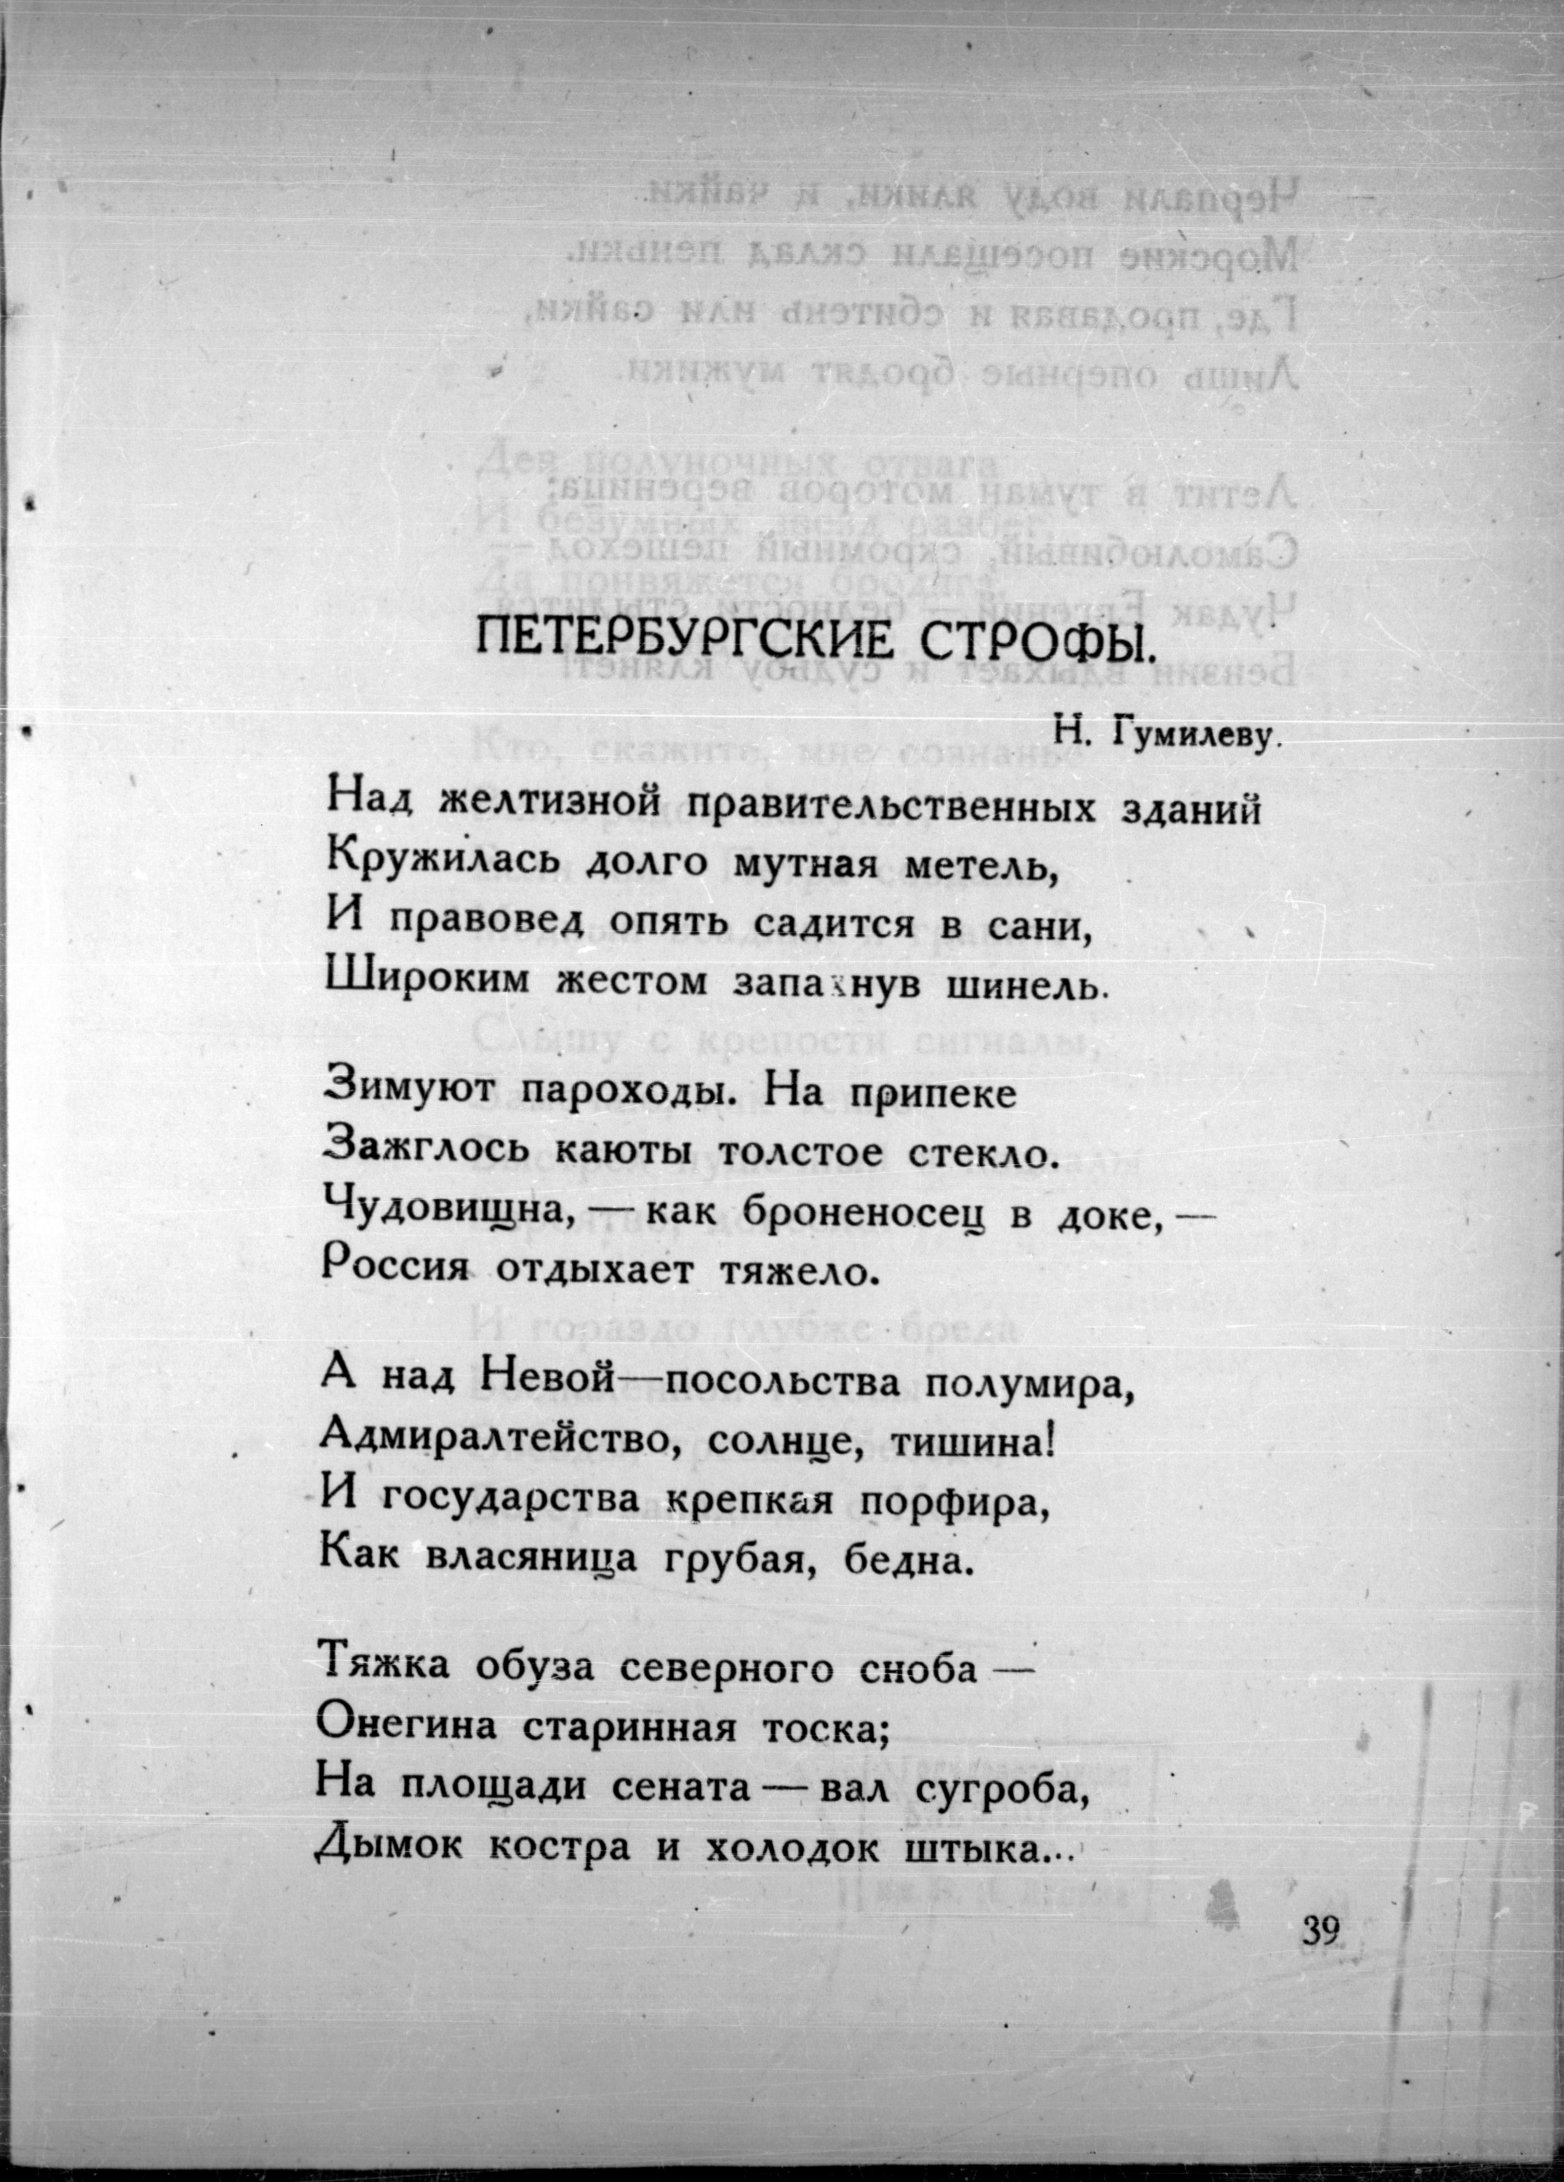 ПЕТЕРБУРГСКИЕ СТРОФЫ.
Н. Гумилеву.
Над желтизной правительственных зданий
Кружилась долго мутная метель,
И правовед опять садится в сани,
Широким жестом запахнув шинель.
Зимуют пароходы. На припеке
Зажглось каюты толстое стекло.
Чудовищна, — как броненосец в доке, —
Россия отдыхает тяжело.
А над Невой—посольства полумира,
Адмиралтейство, солнце, тишина!
И государства крепкая порфира,
Как власяница грубая, бедна.
Тяжка обуза северного сноба —
Онегина старинная тоска;
На площади сената — вал сугроба,
Дымок костра и холодок штыка...
39